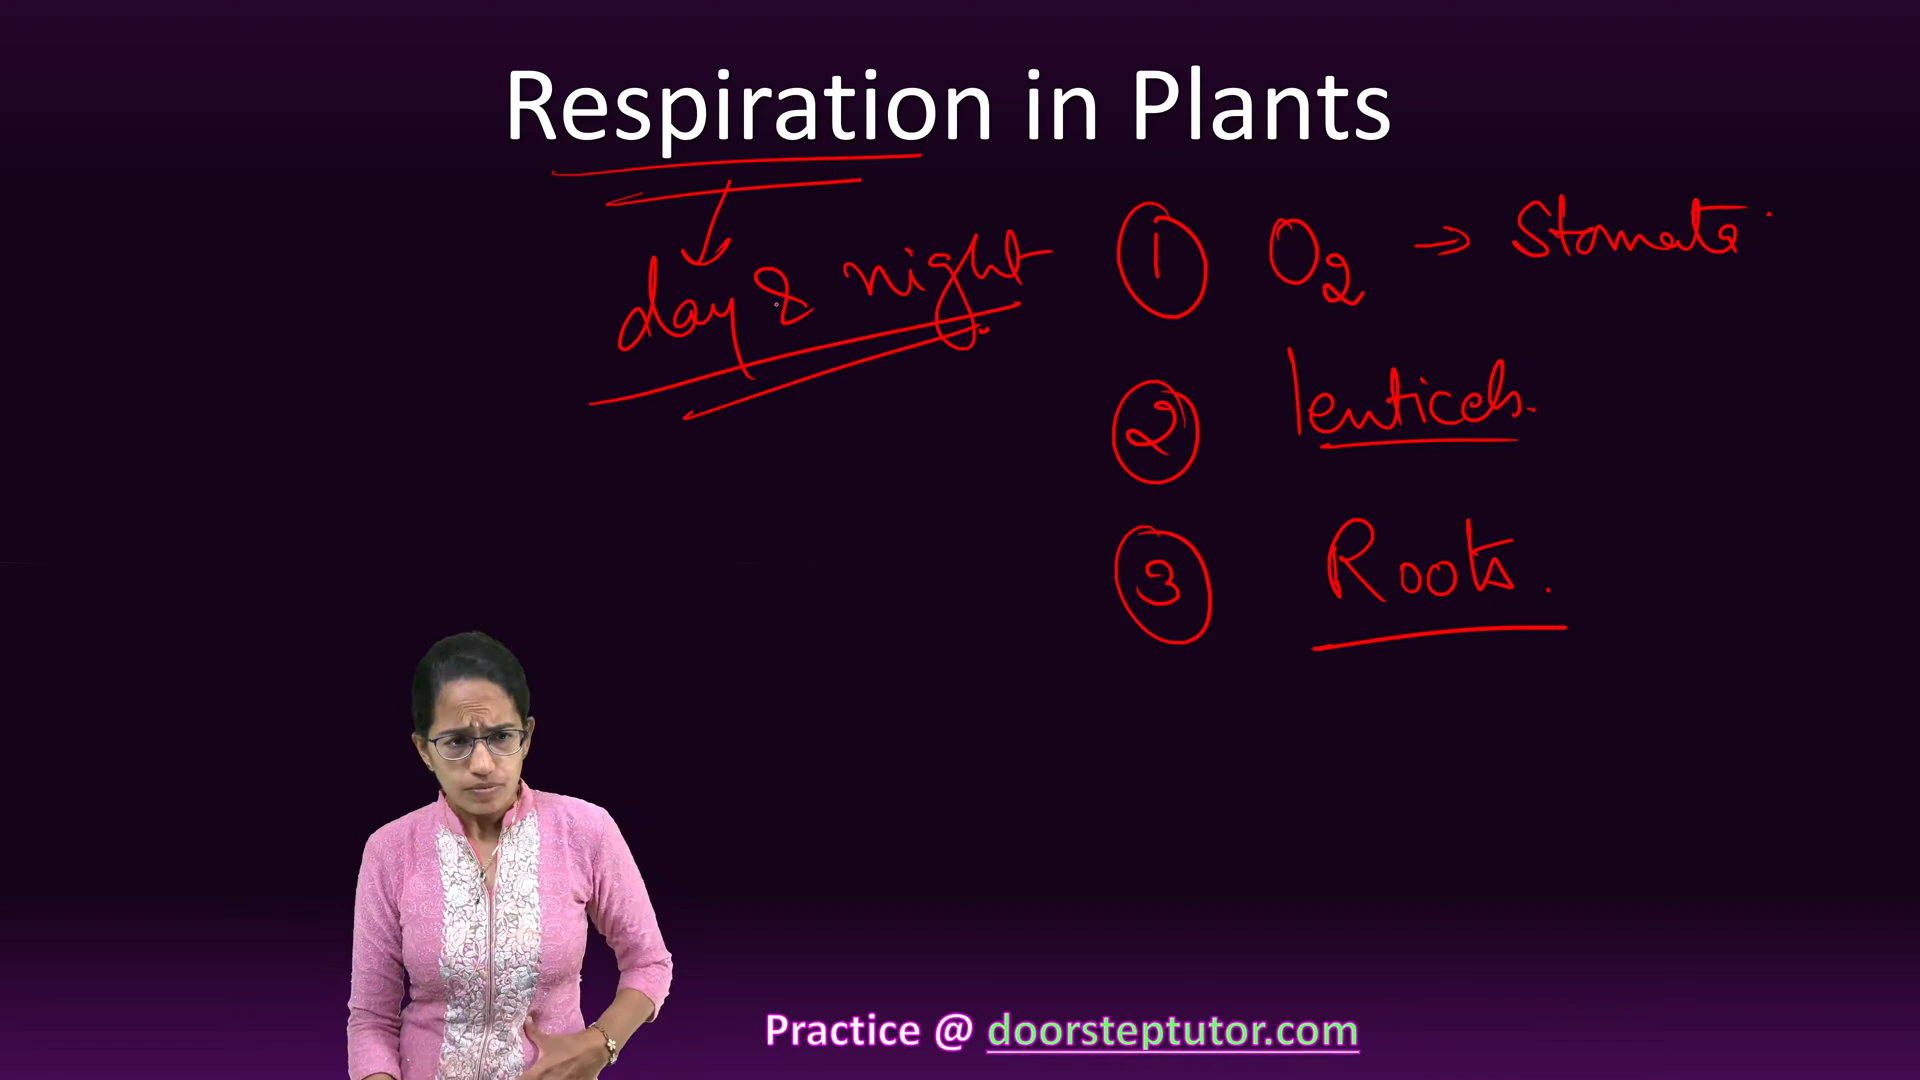 Respiration in Plants
day & night
1 O2 → Stomata
2 lenticels.
3 Roots.
Practice @ doorsteptutor.com